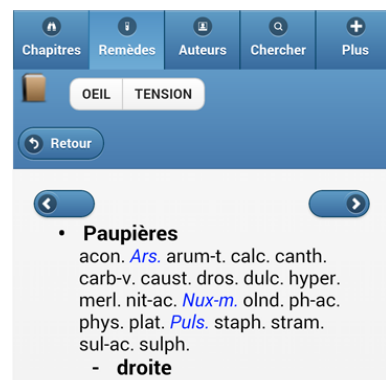 Chapitres Remèdes Auteurs Chercher Plus
OEIL TENSION
Retour
• Paupières
acon. Ars. arum-t. calc. canth.
carb-v. caust. dros. dulc. hyper.
merl. nit-ac. Nux-m. olnd. ph-ac.
phys. plat. Puls. staph. stram.
sul-ac. sulph.
- droite